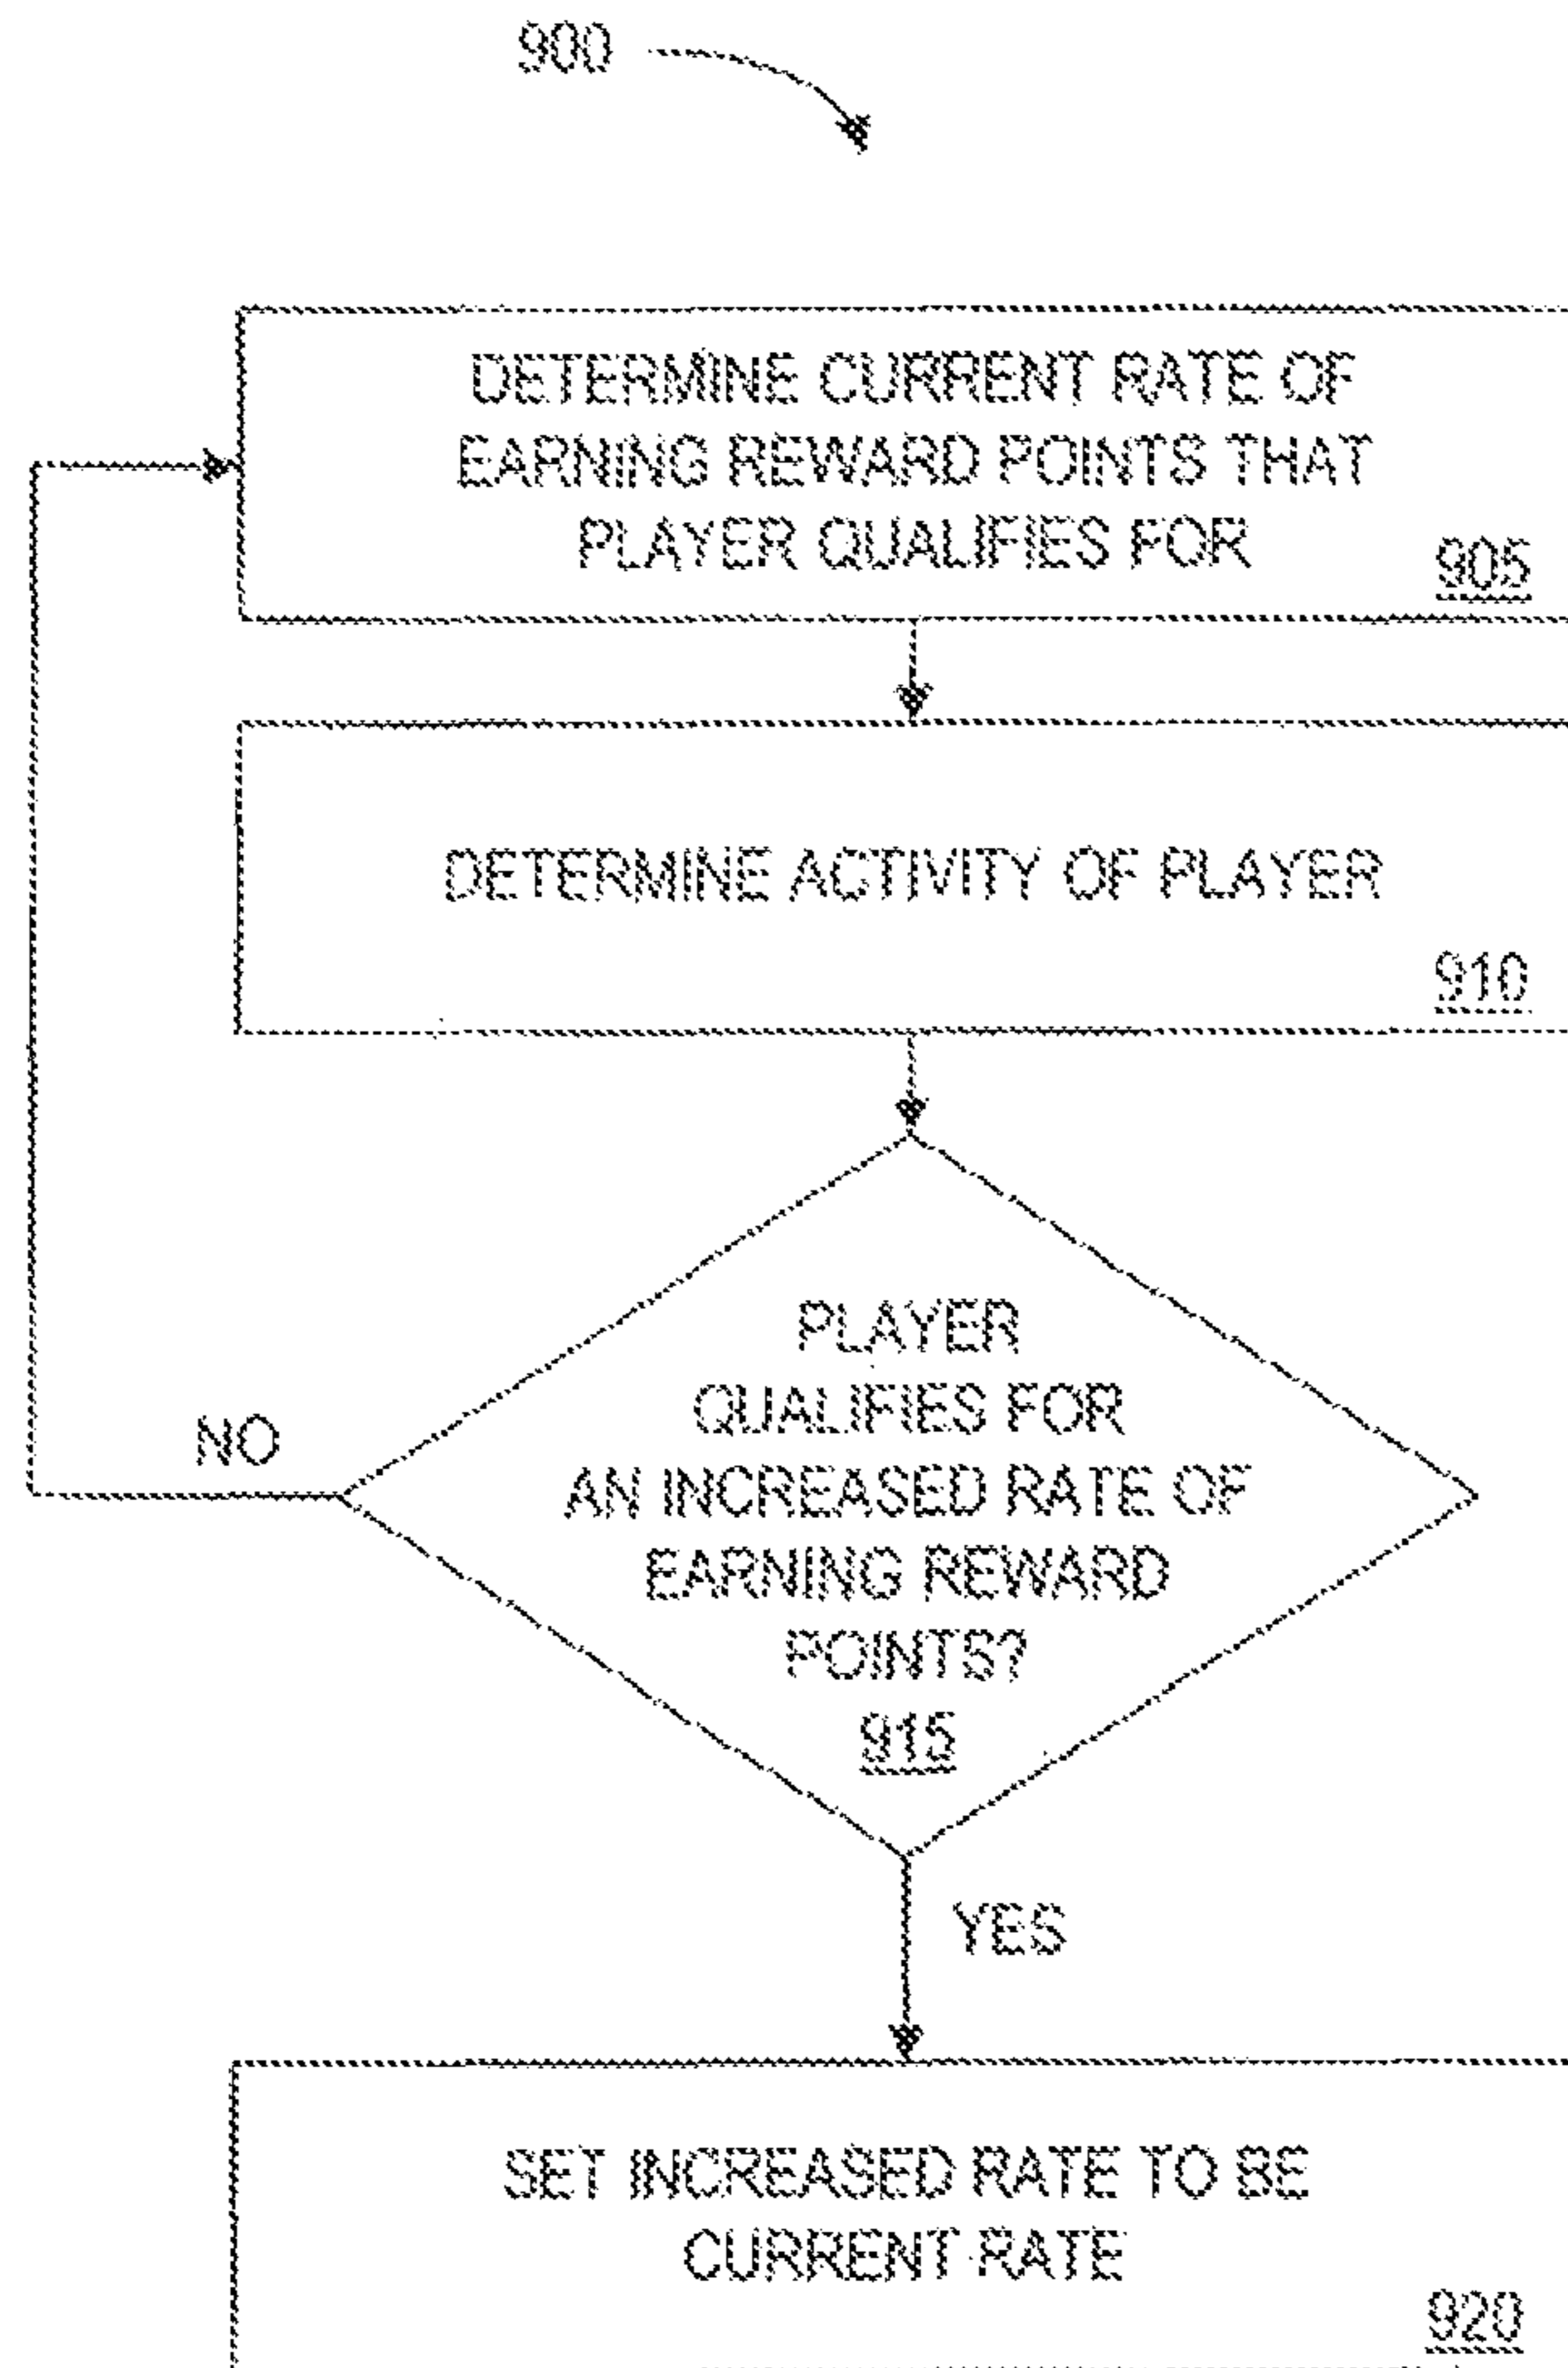 900
DETERMINE CURRENT RATE OF
EARNING REWARD POINTS THAT
PLAYER QUALIFIES FOR
905
DETERMINE ACTIVITY OF PLAYER
910
PLAYER
QUALIFIES FOR
AN INCREASED RATE OF
EARNING REWARD
POINTS?
915
NO
YES
SET INCREASED RATE TO BE
CURRENT RATE
920